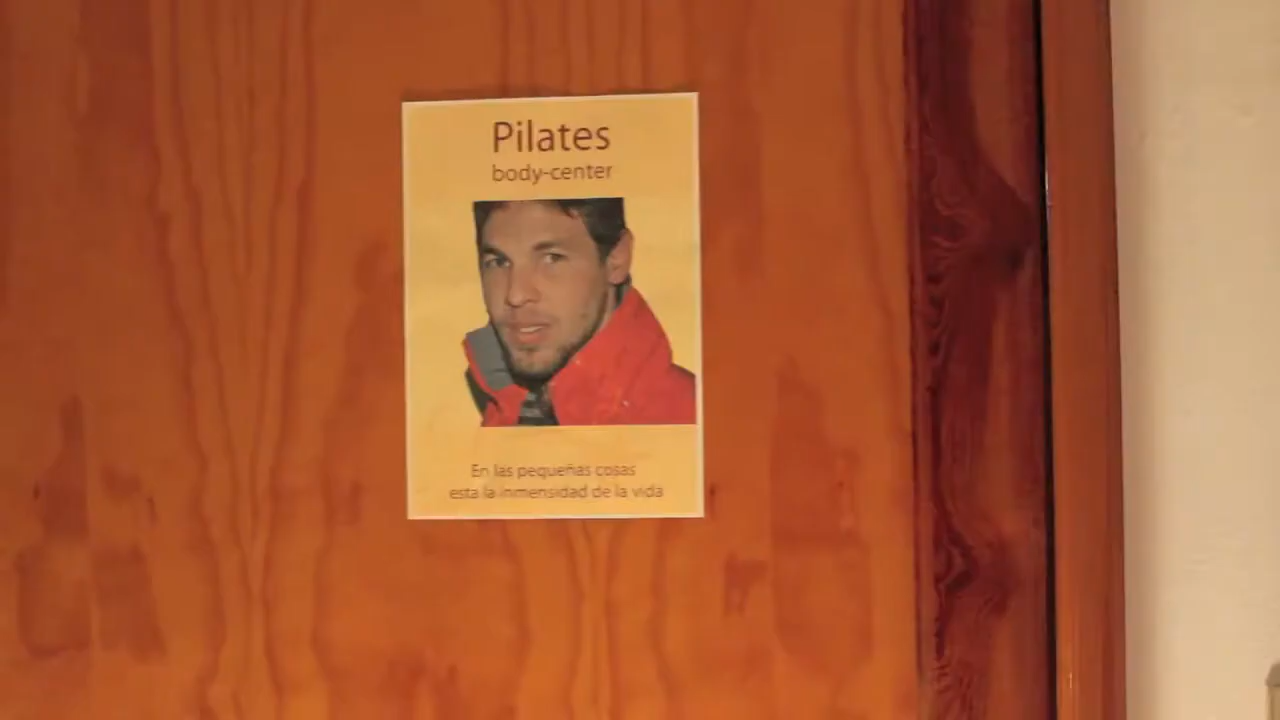 Pilates
body-center
En las pequeñas cosas
esta la inmensidad de la vida